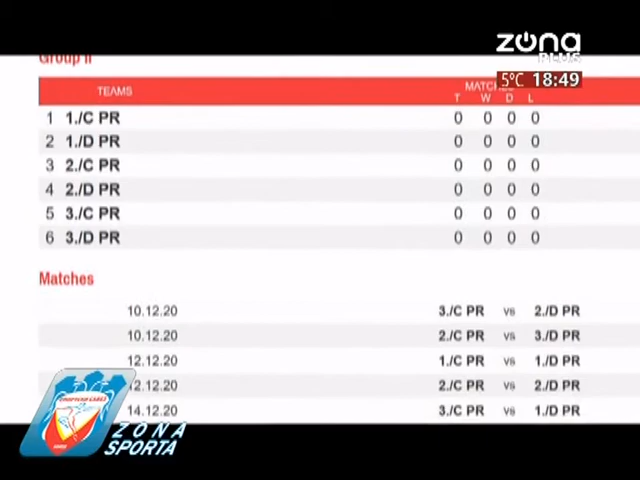 zona
PLUS
Group II
5°C 18:49
TEAMS MATCHES
T W D L
1 1./C PR 0 0 0 0
2 1./D PR 0 0 0 0
3 2./C PR 0 0 0 0
4 2./D PR 0 0 0 0
5 3./C PR 0 0 0 0
6 3./D PR 0 0 0 0
Matches
10.12.20 3./C PR vs 2./D PR
10.12.20 2./C PR vs 3./D PR
12.12.20 1./C PR vs 1./D PR
12.12.20 2./C PR vs 2./D PR
14.12.20 3./C PR vs 1./D PR
ZONA
SPORTA